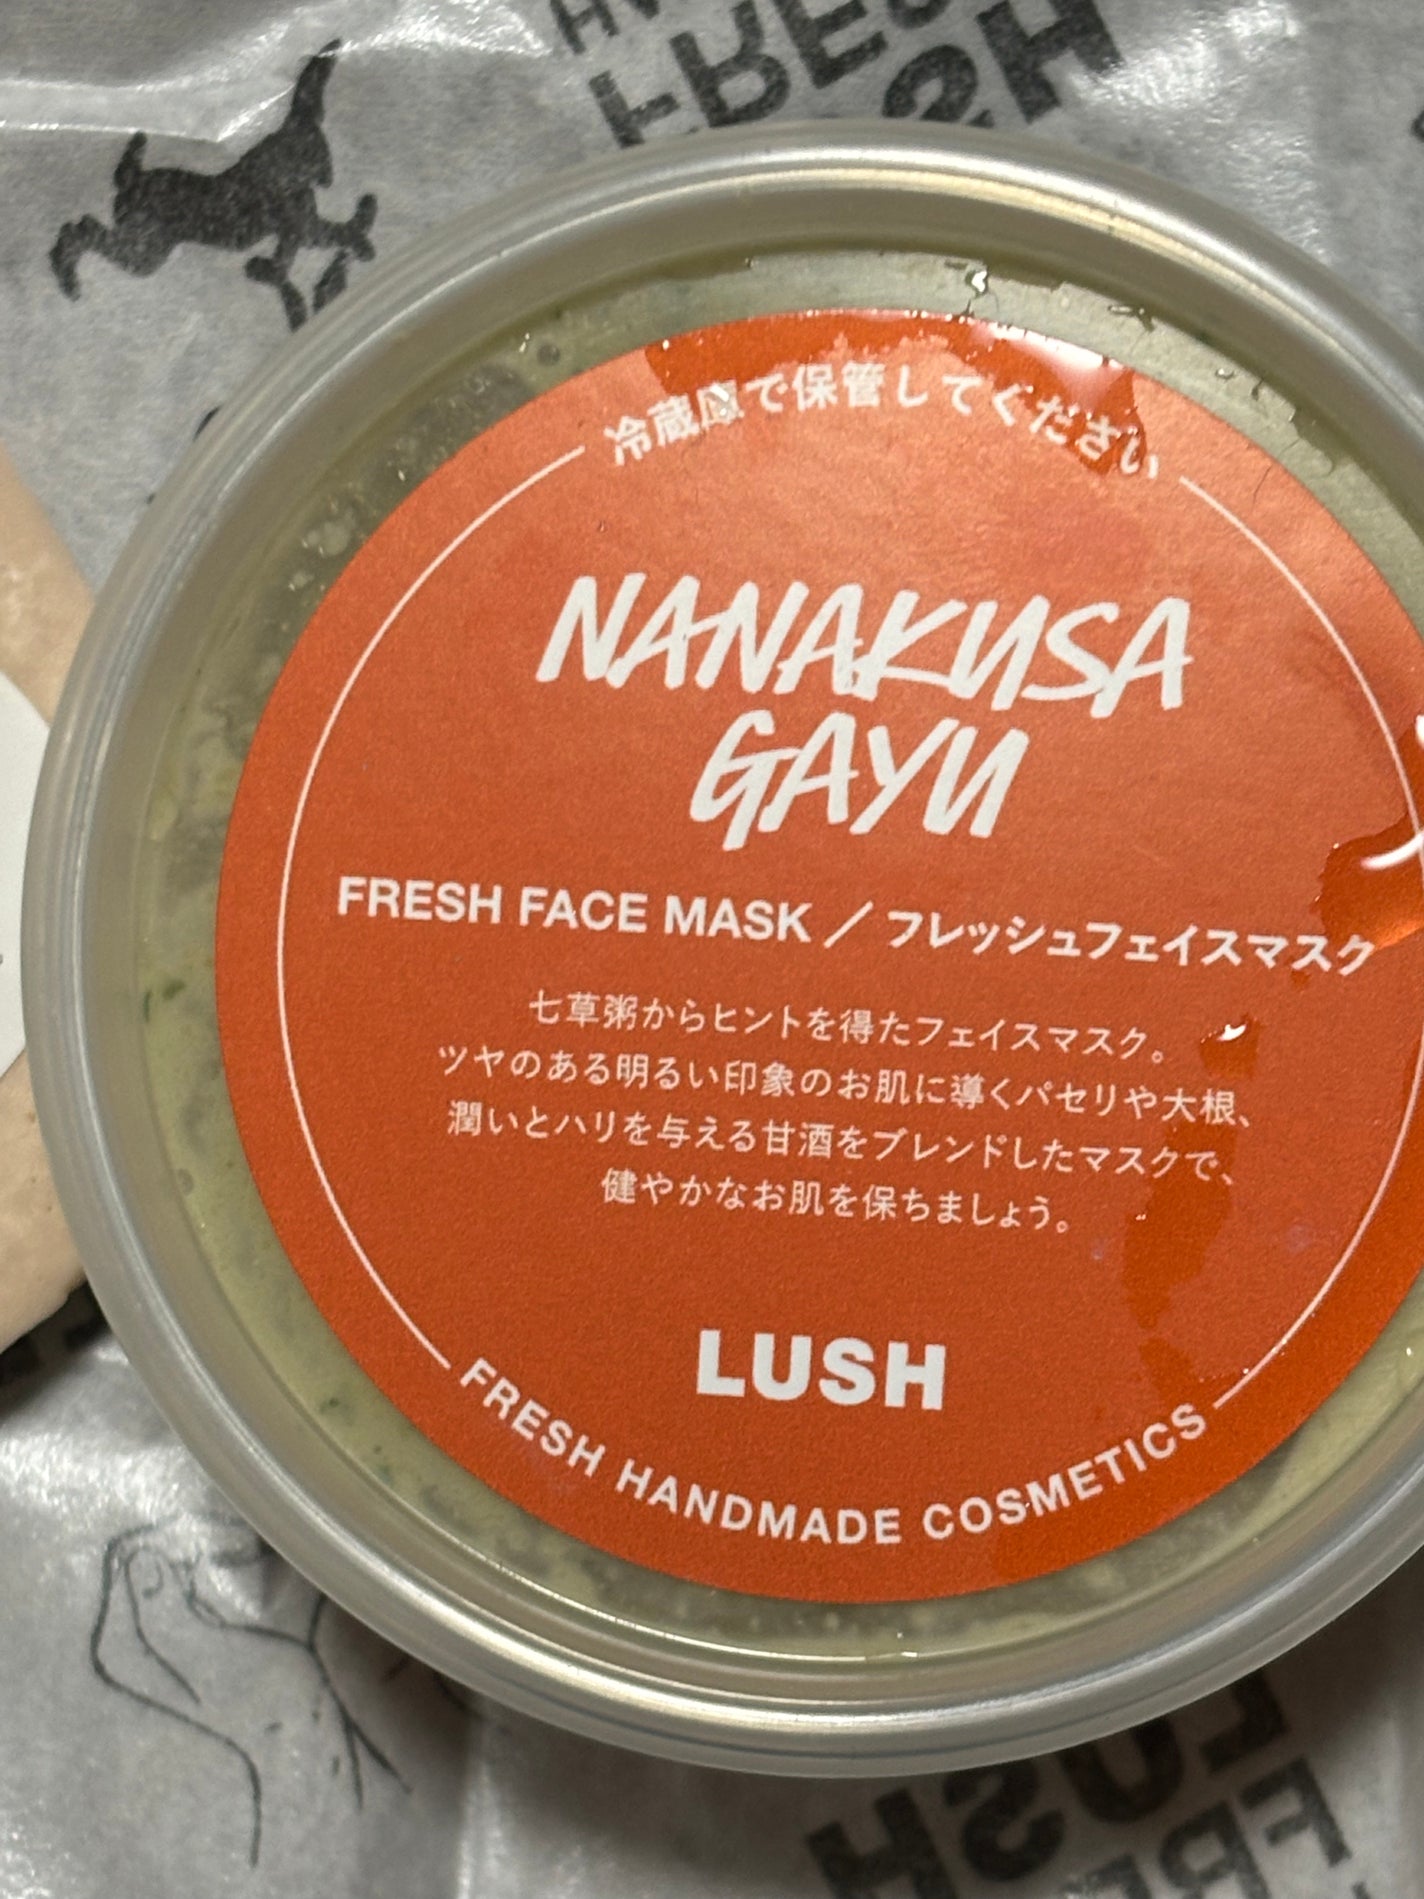 FRESH
冷蔵庫で保管してください
NANAKUSA
GAYU
FRESH FACE MASK／フレッシュフェイスマスク
七草粥からヒントを得たフェイスマスク。
ツヤのある明るい印象のお肌に導くパセリや大根、
潤いとハリを与える甘酒をブレンドしたマスクで、
健やかなお肌を保ちましょう。
LUSH
FRESH HANDMADE COSMETICS
LUSH